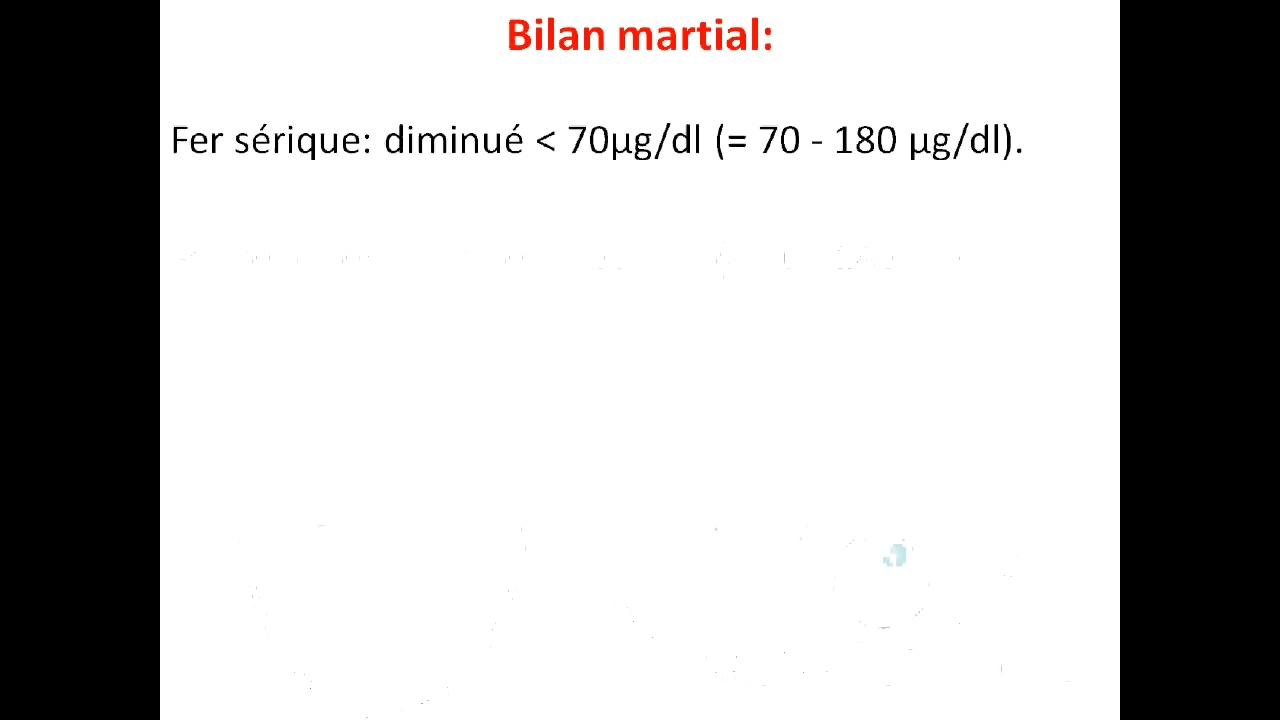 Bilan martial:
Fer sérique: diminué < 70µg/dl (= 70 - 180 µg/dl).